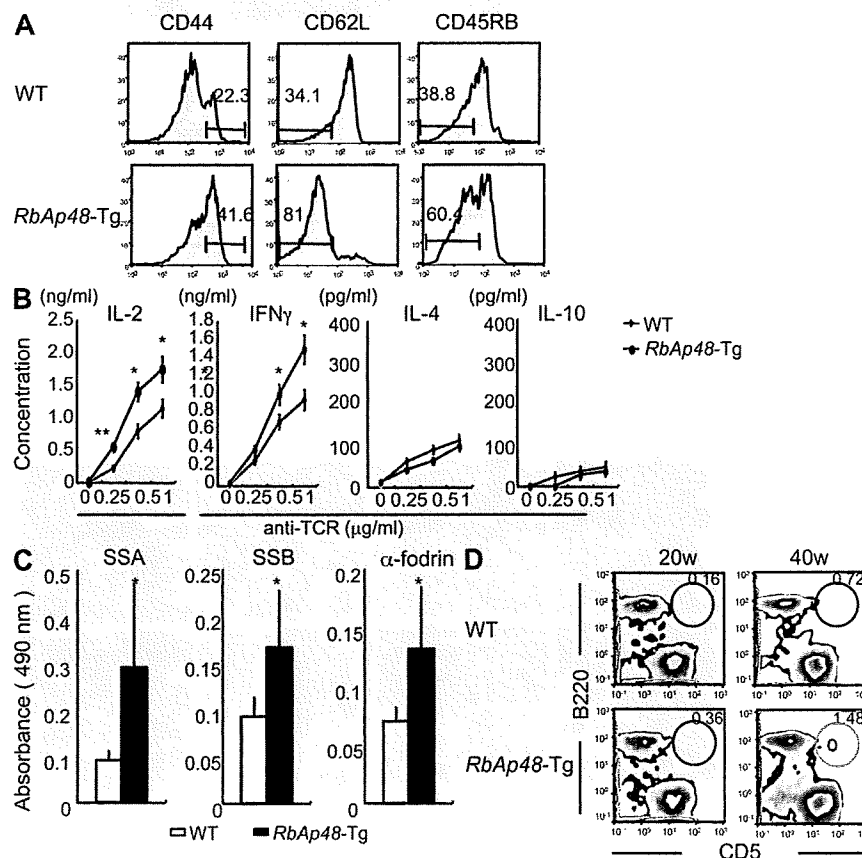 A
CD44 CD62L CD45RB
WT
22.3 34.1 38.8
RbAp48-Tg
41.6 81 60.4
B
(ng/ml) (ng/ml) (pg/ml) (pg/ml)
IL-2 IFNγ IL-4 IL-10
WT
RbAp48-Tg
Concentration
2.5 2.0 1.5 1.0 0.5 0
1.8 1.6 1.4 1.2 1.0 0.8 0.6 0.4 0.2
400 300 200 100
400 300 200 100 0
** * *
* *
0 0.25 0.5 1 0 0.25 0.5 1 0 0.25 0.5 1 0 0.25 0.5 1
anti-TCR (μg/ml)
C
SSA SSB α-fodrin
Absorbance ( 490 nm )
0.5 0.4 0.3 0.2 0.1 0
0.25 0.2 0.15 0.1 0.05 0
0.2 0.15 0.1 0.05 0
* * *
WT RbAp48-Tg
D
20w 40w
WT
0.16 0.72
RbAp48-Tg
0.36 1.48
B220
CD5